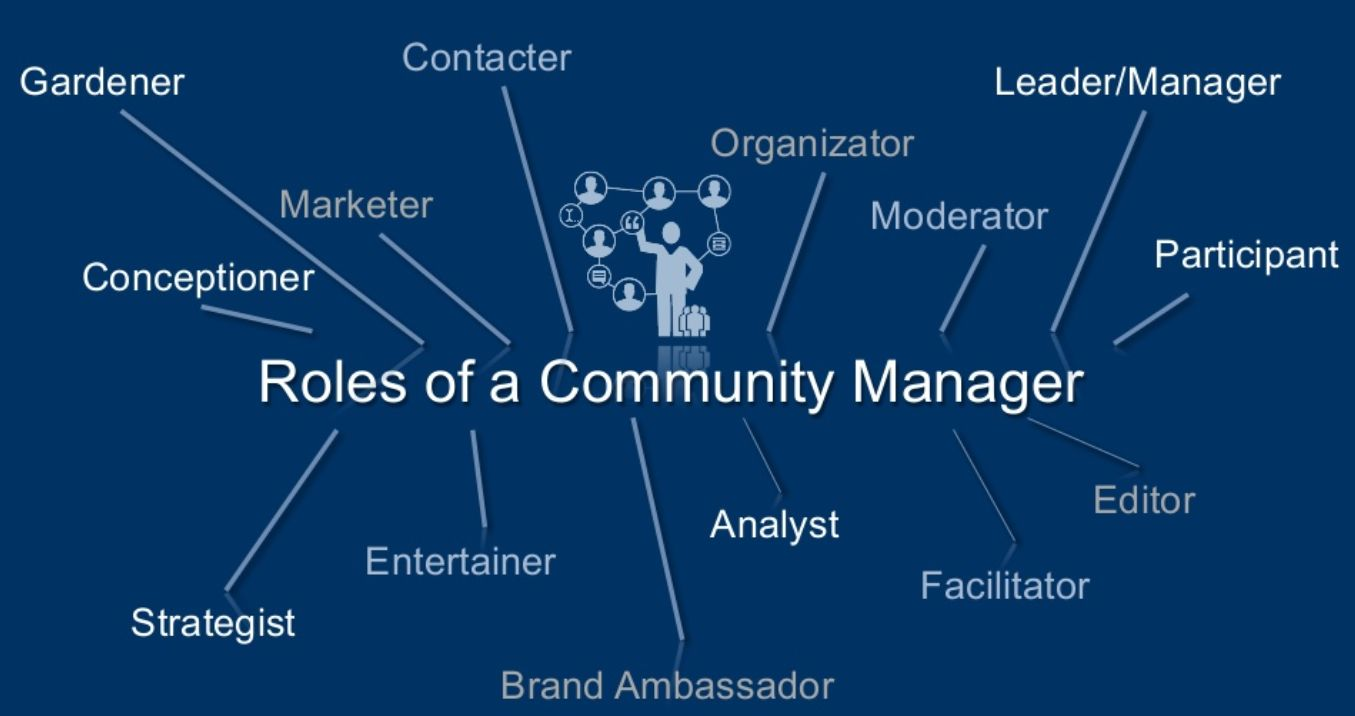 Contacter
Gardener
Leader/Manager
Organizator
Marketer
Moderator
Participant
Conceptioner
Roles of a Community Manager
Editor
Analyst
Entertainer
Facilitator
Strategist
Brand Ambassador